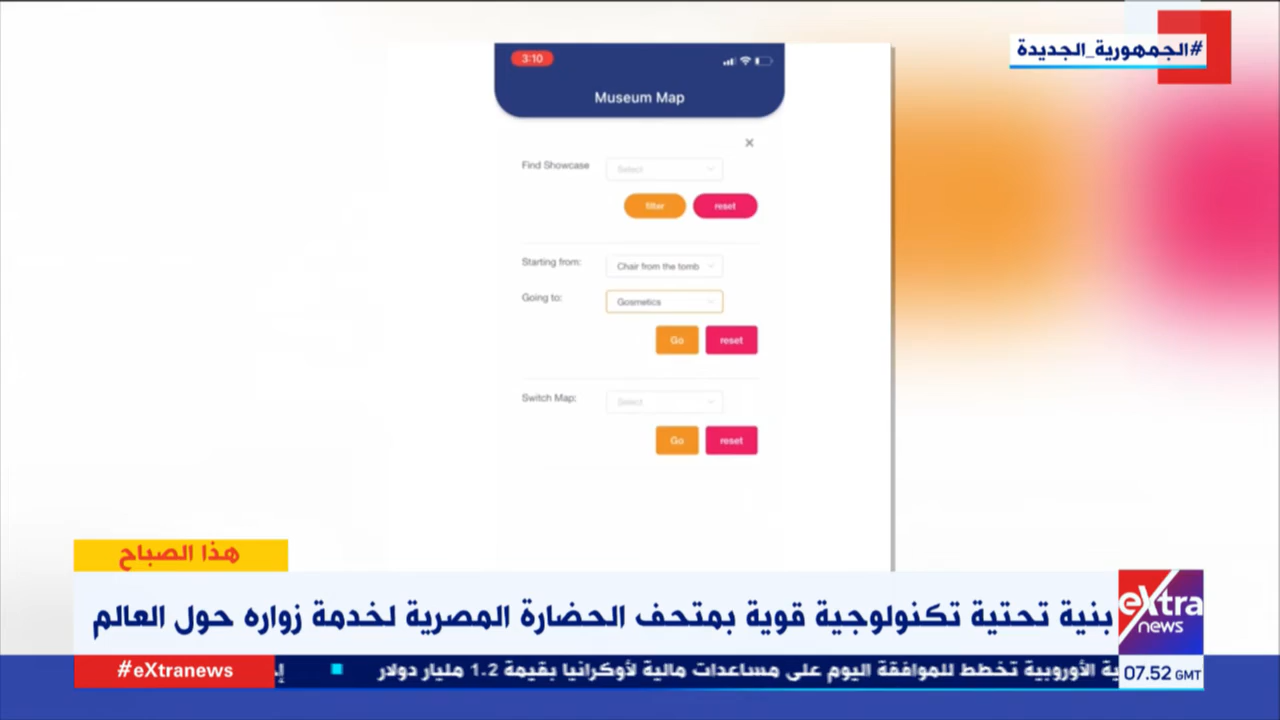 #الجمهورية_الجديدة
3:10
Museum Map
×
Find Showcase
Select
filter
reset
Starting from:
Chair from the tomb
Going to:
Gosmetics
Go
reset
Switch Map:
Select
Go
reset
هذا الصباح
بنية تحتية تكنولوجية قوية بمتحف الحضارة المصرية لخدمة زواره حول العالم
eXtra
news
#eXtranews
ية الأوروبية تخطط للموافقة اليوم على مساعدات مالية لأوكرانيا بقيمة 1.2 مليار دولار
07.52 GMT